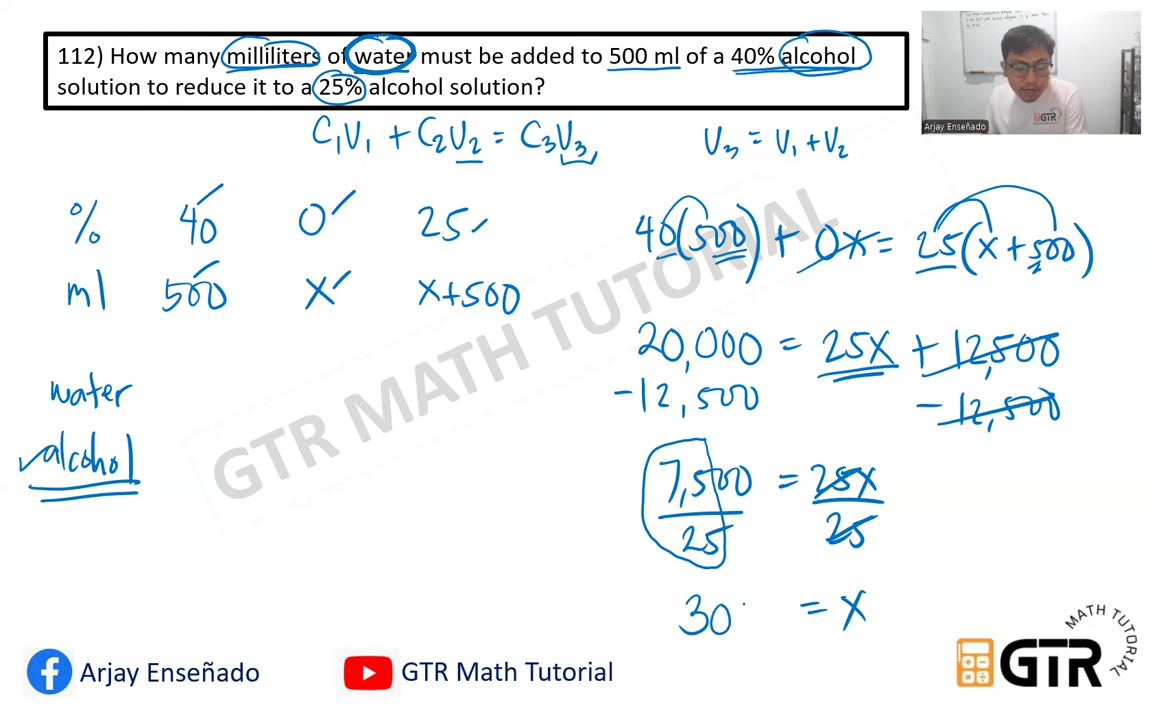 112) How many milliliters of water must be added to 500 ml of a 40% alcohol
solution to reduce it to a 25% alcohol solution?
Arjay Enseñado
GTR
C₁V₁ + C₂V₂ = C₃V₃
V₃ = V₁ + V₂
% 40 0 25
ml 500 x x+500
water
alcohol
40(500) + 0x = 25(x+500)
20,000 = 25x + 12,500
-12,500 - 12,500
7,500 = 25x
25 25
30 = x
GTR MATH TUTORIAL
Arjay Enseñado
GTR Math Tutorial
GTR
MATH TUTORIAL